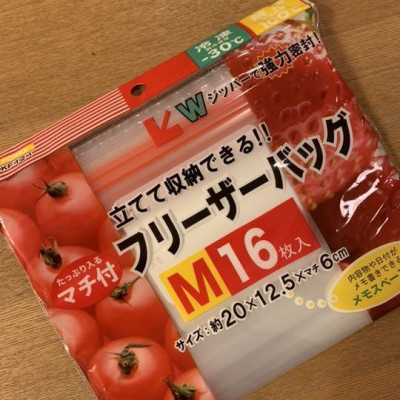 冷凍
-30℃
Wジッパーで強力密封!
立てて収納できる!!
フリーザーバッグ
M16枚入
サイズ:約20×12.5×マチ6cm
たっぷり入る
マチ付
内容物や日付が
メモ書きできる
メモスペー